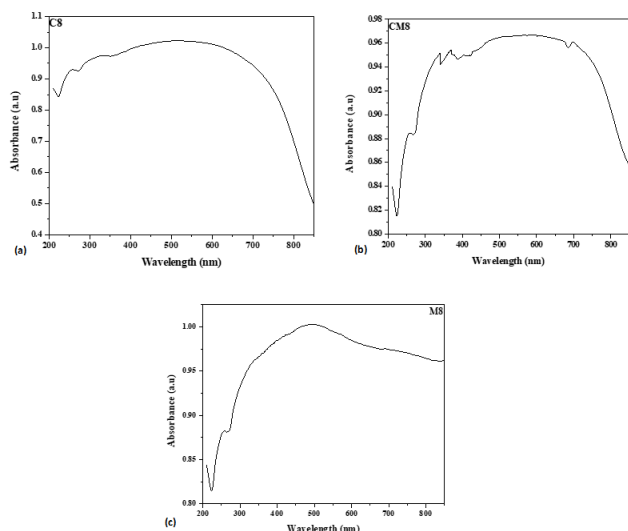 C8
1.1
1.0
0.9
0.8
0.7
0.6
0.5
0.4
Absorbance (a.u)
200 300 400 500 600 700 800
Wavelength (nm)
(a)
CM8
0.98
0.96
0.94
0.92
0.90
0.88
0.86
0.84
0.82
0.80
Absorbance (a.u)
200 300 400 500 600 700 800
Wavelength (nm)
(b)
M8
1.00
0.95
0.90
0.85
0.80
Absorbance (a.u)
200 300 400 500 600 700 800
Wavelength (nm)
(c)